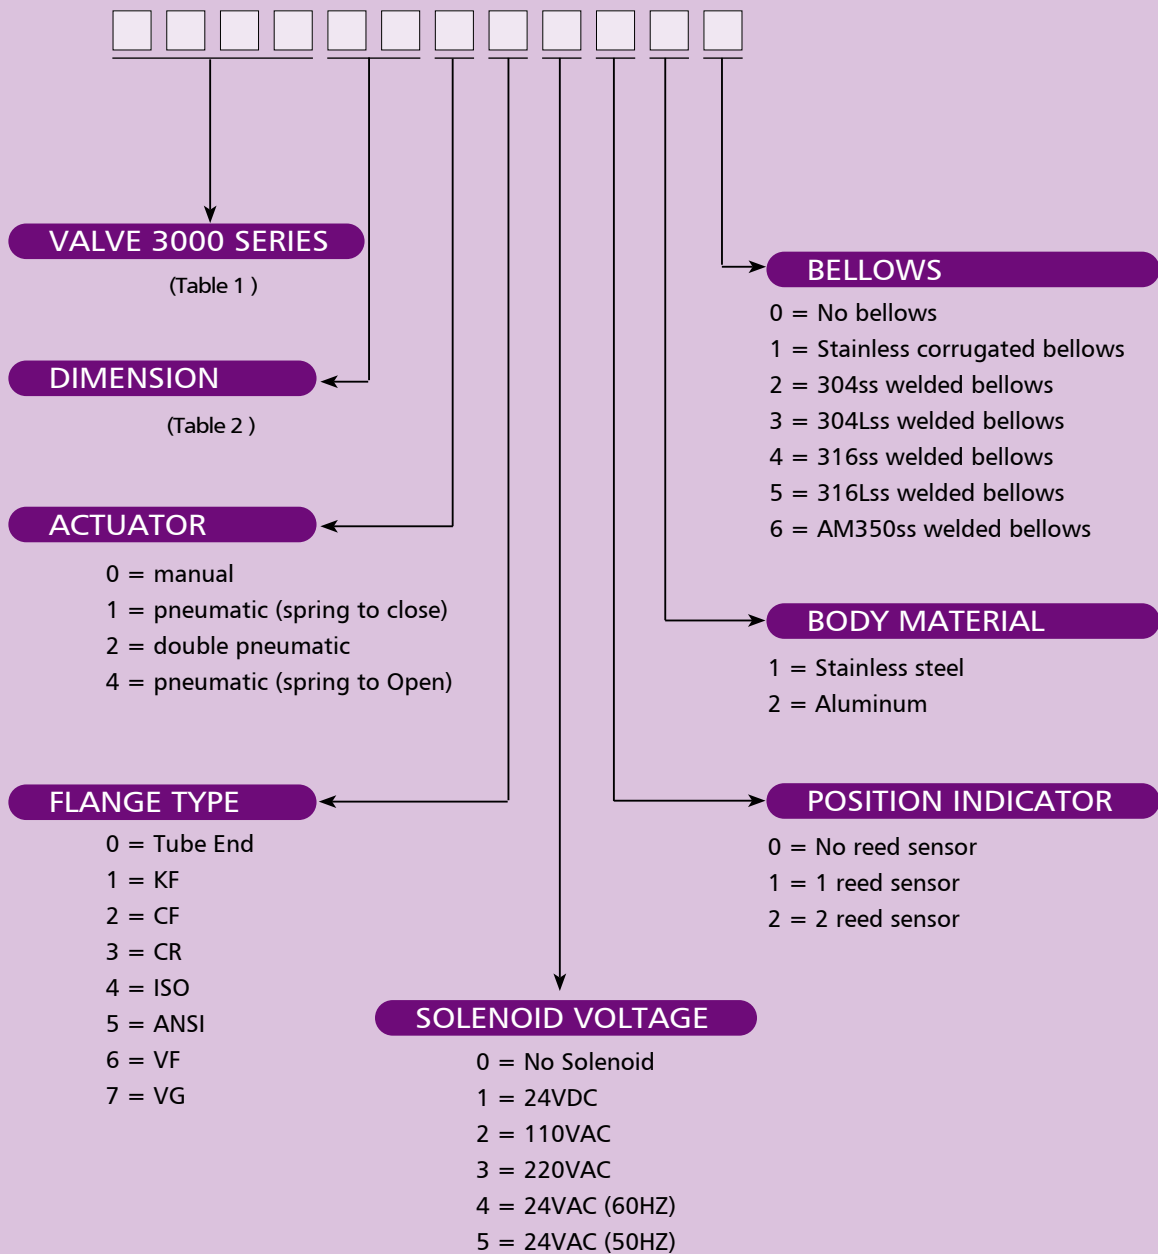 VALVE 3000 SERIES
(Table 1 )
DIMENSION
(Table 2 )
ACTUATOR
0 = manual
1 = pneumatic (spring to close)
2 = double pneumatic
4 = pneumatic (spring to Open)
FLANGE TYPE
0 = Tube End
1 = KF
2 = CF
3 = CR
4 = ISO
5 = ANSI
6 = VF
7 = VG
SOLENOID VOLTAGE
0 = No Solenoid
1 = 24VDC
2 = 110VAC
3 = 220VAC
4 = 24VAC (60HZ)
5 = 24VAC (50HZ)
BELLOWS
0 = No bellows
1 = Stainless corrugated bellows
2 = 304ss welded bellows
3 = 304Lss welded bellows
4 = 316ss welded bellows
5 = 316Lss welded bellows
6 = AM350ss welded bellows
BODY MATERIAL
1 = Stainless steel
2 = Aluminum
POSITION INDICATOR
0 = No reed sensor
1 = 1 reed sensor
2 = 2 reed sensor